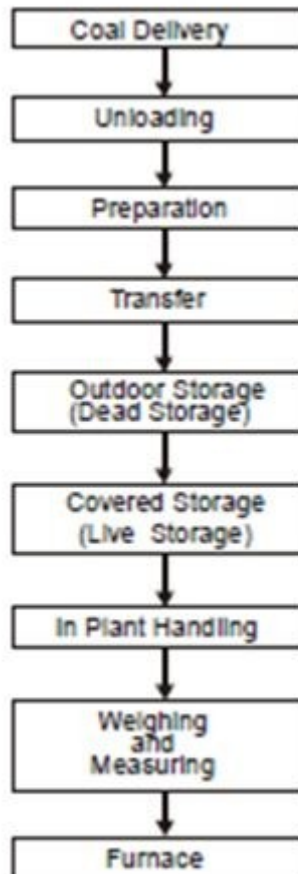 Coal Delivery
Unloading
Preparation
Transfer
Outdoor Storage
(Dead Storage)
Covered Storage
(Live Storage)
In Plant Handling
Weighing
and
Measuring
Furnace